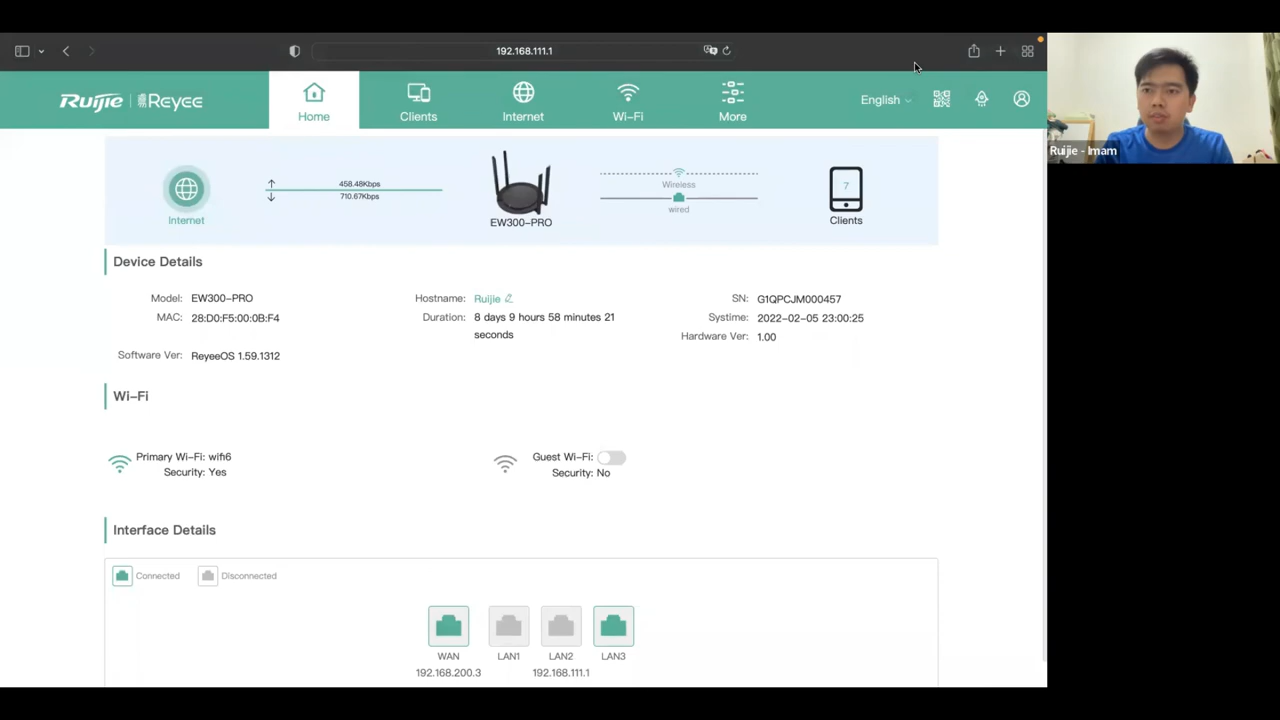 192.168.111.1
Ruijie | 锐捷 Reyee
Home
Clients
Internet
Wi-Fi
More
English
Ruijie - Imam
458.48Kbps
710.67Kbps
Internet
EW300-PRO
Wireless
wired
7
Clients
Device Details
Model: EW300-PRO
Hostname: Ruijie
SN: G1QPCJM000457
MAC: 28:D0:F5:00:0B:F4
Duration: 8 days 9 hours 58 minutes 21
seconds
Systime: 2022-02-05 23:00:25
Hardware Ver: 1.00
Software Ver: ReyeeOS 1.59.1312
Wi-Fi
Primary Wi-Fi: wifi6
Security: Yes
Guest Wi-Fi:
Security: No
Interface Details
Connected
Disconnected
WAN
LAN1
LAN2
LAN3
192.168.200.3
192.168.111.1